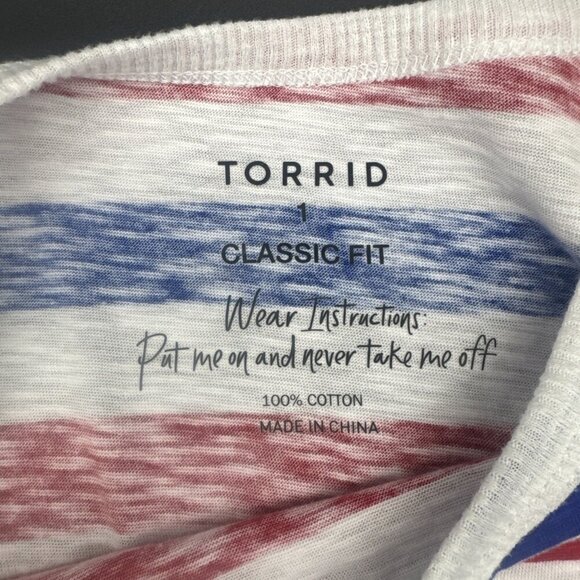 TORRID
1
CLASSIC FIT
Wear Instructions:
Put me on and never take me off
100% COTTON
MADE IN CHINA